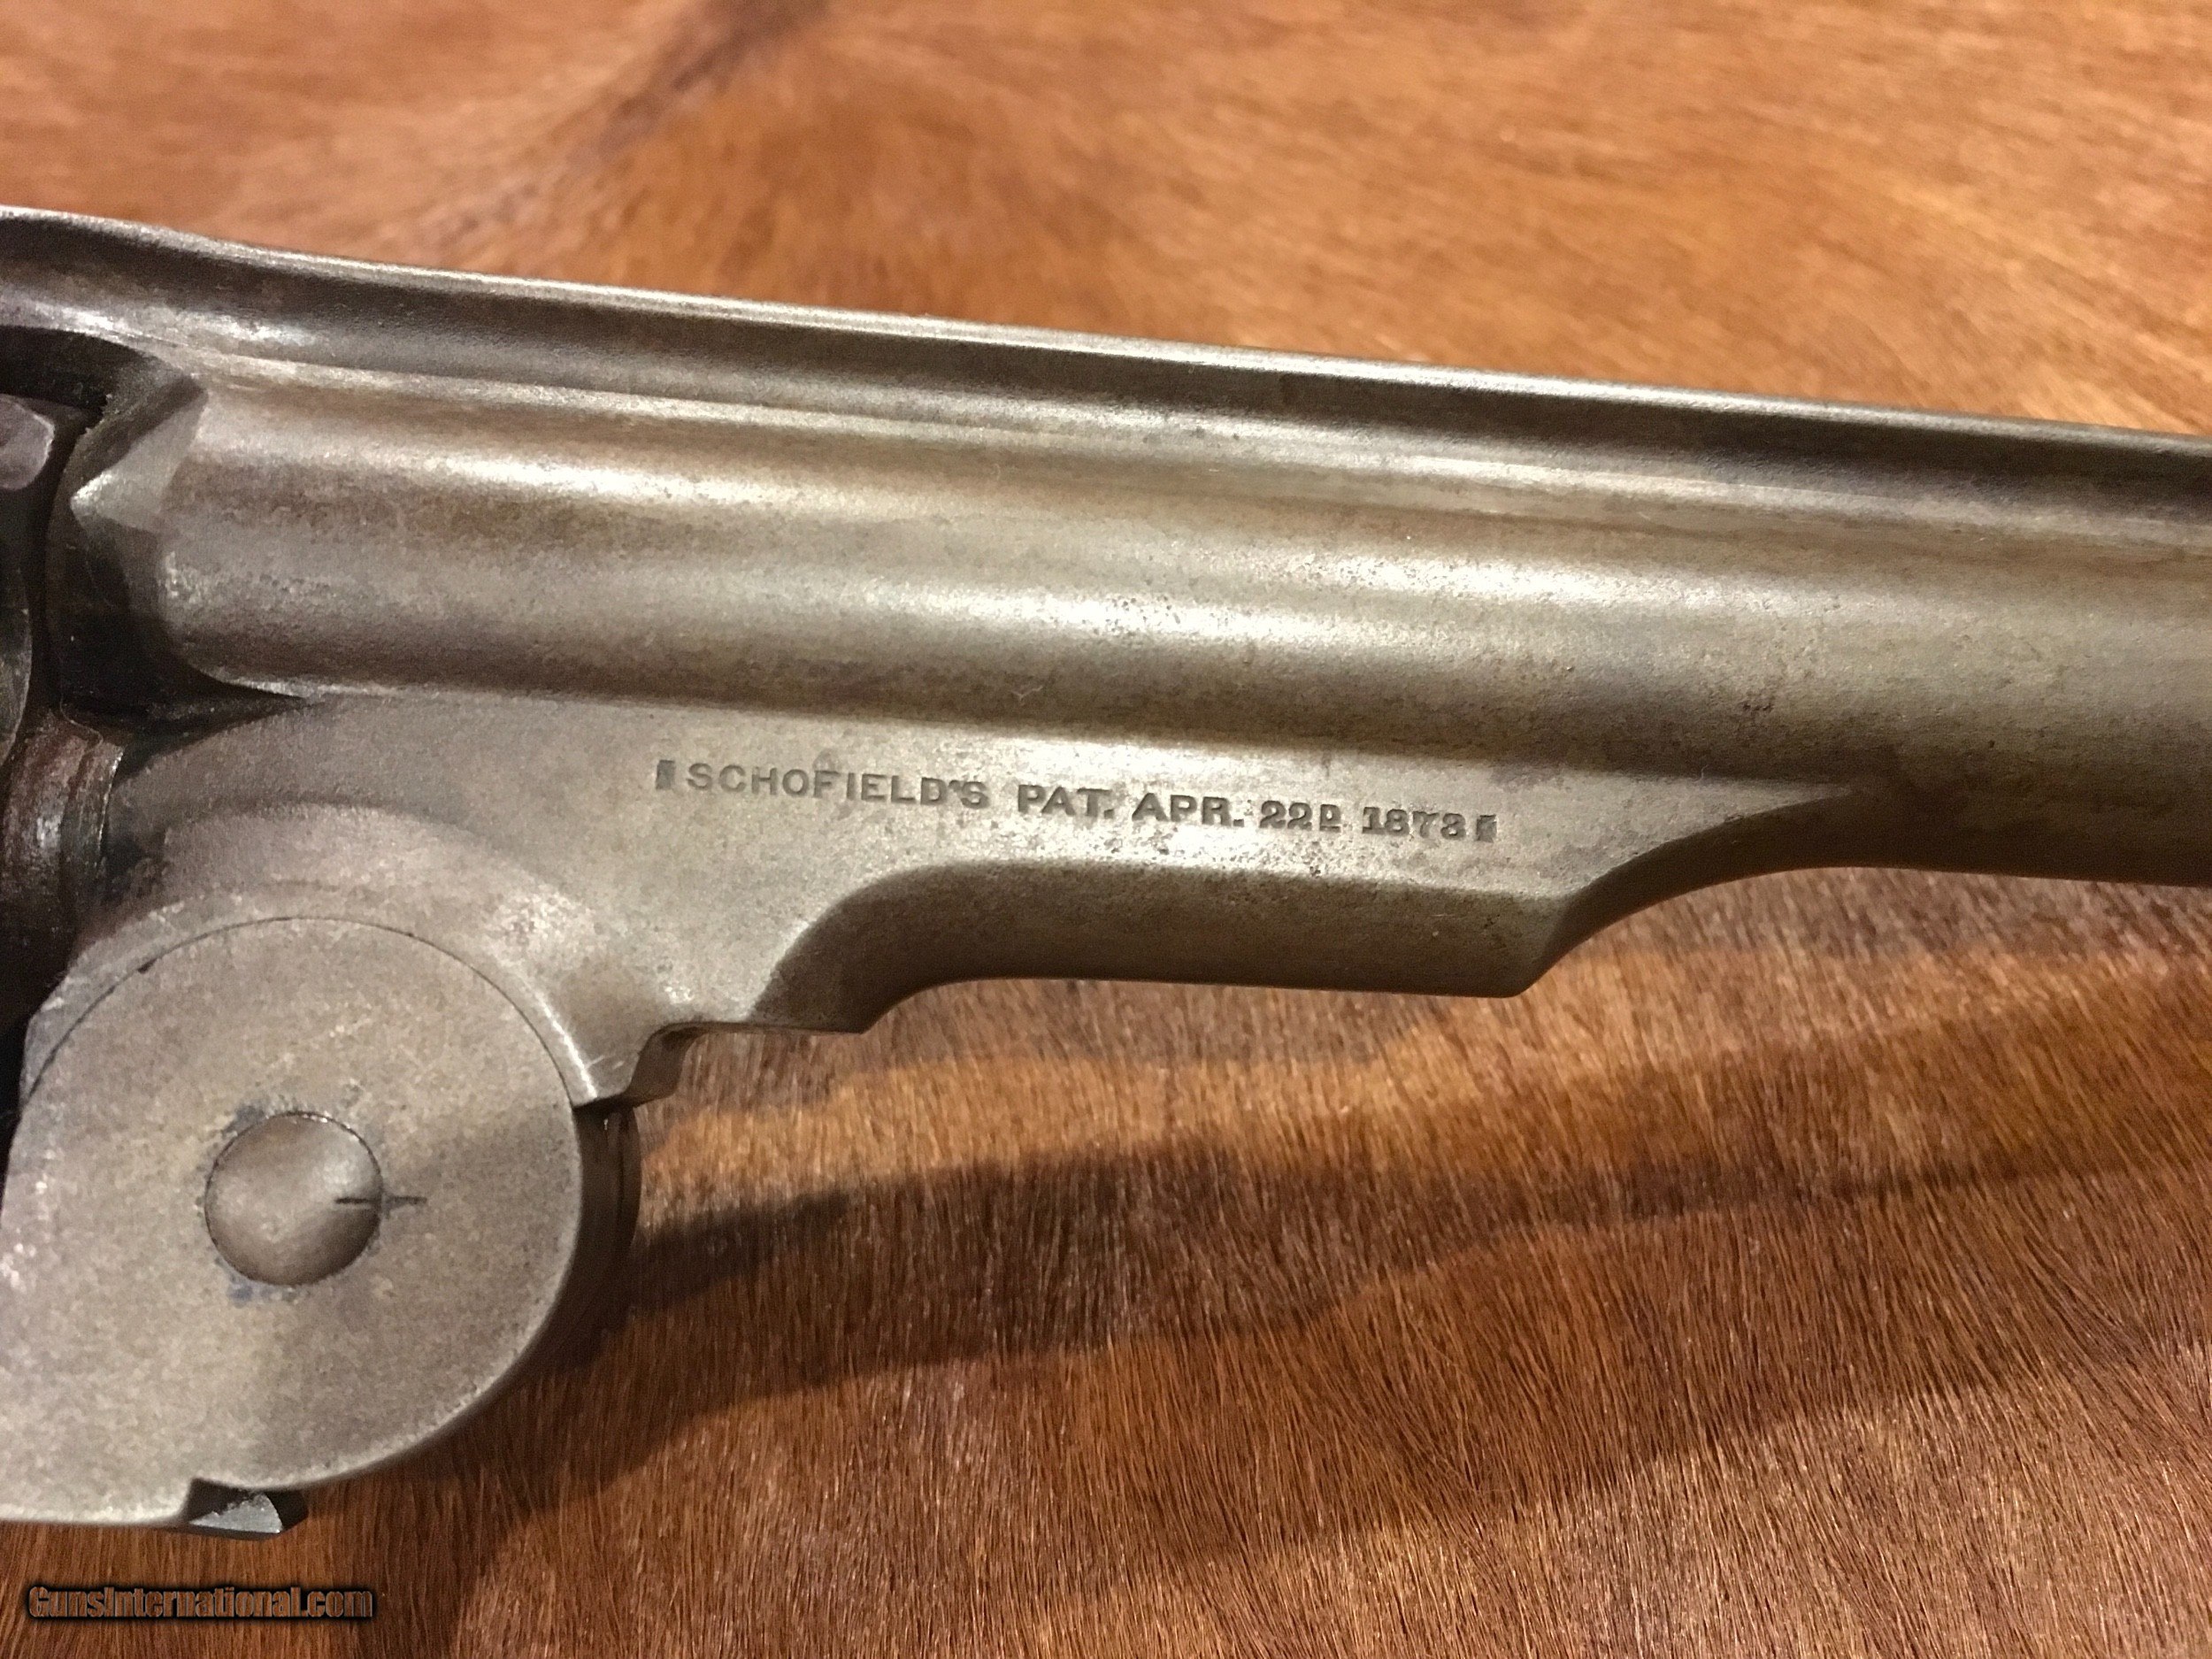 SCHOFIELD'S PAT. APR. 22D 1873
GunsInternational.com